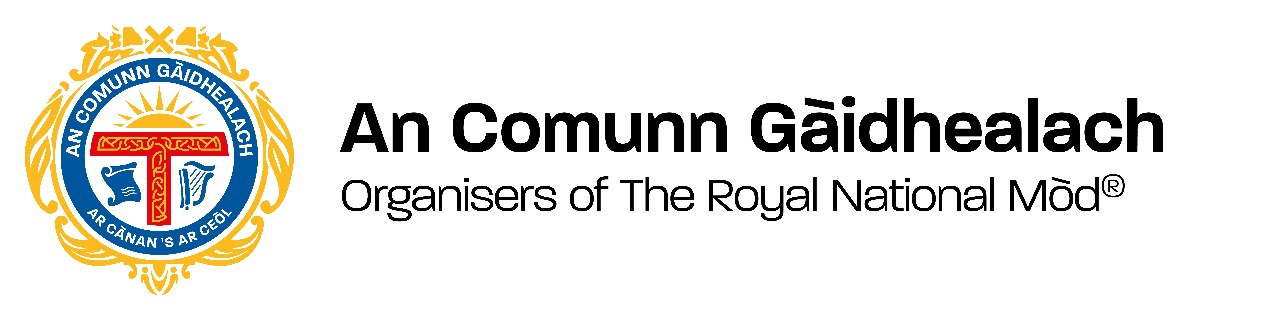 AN COMUNN GÀIDHEALACH
AR CÀNAN 'S AR CEÒL
An Comunn Gàidhealach
Organisers of The Royal National Mòd®